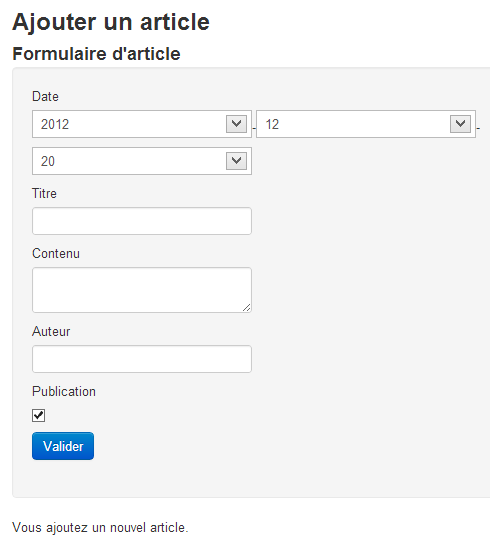 Ajouter un article
Formulaire d'article
Date
2012 - 12 -
20
Titre
Contenu
Auteur
Publication
Valider
Vous ajoutez un nouvel article.